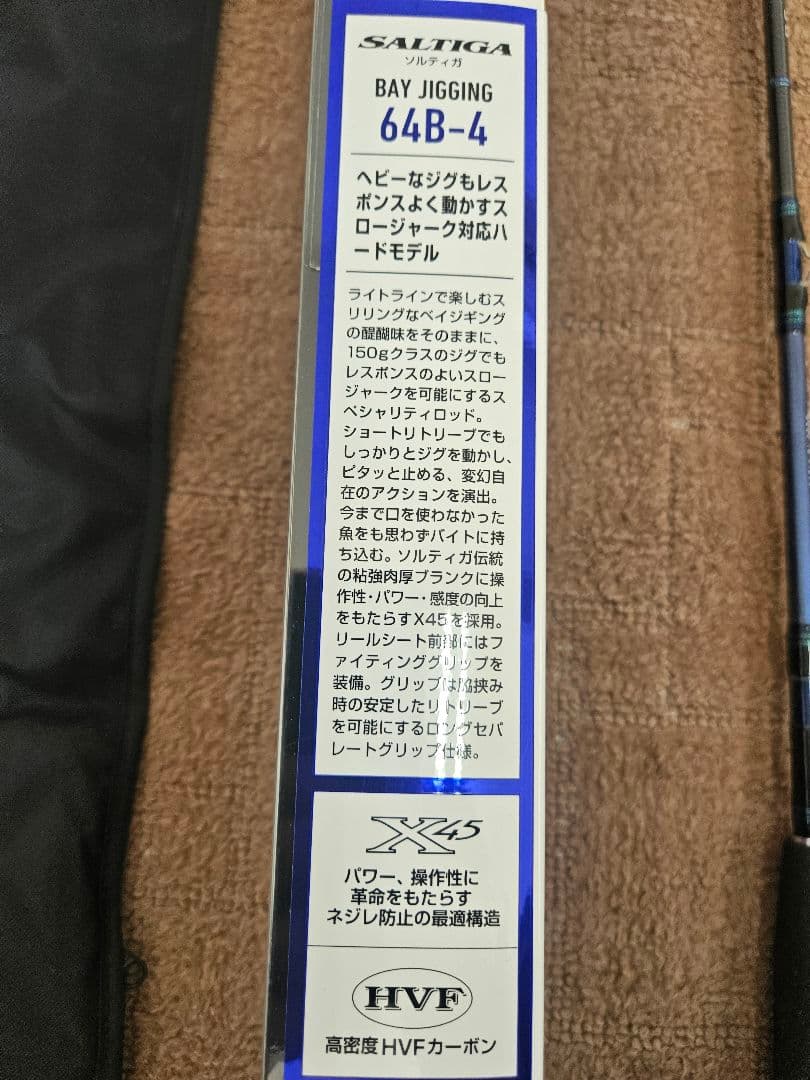 SALTIGA
ソルティガ
BAY JIGGING
64B-4
ヘビーなジグもレス
ポンスよく動かすス
ロージャーク対応ハ
ードモデル
ライトラインで楽しむス
リリングなベイジギング
の醍醐味をそのままに、
150gクラスのジグでも
レスポンスのよいスロー
ジャークを可能にするス
ペシャリティロッド。
ショートリトリーブでも
しっかりとジグを動かし、
ピタッと止める、変幻自
在のアクションを演出。
今まで口を使わなかった
魚をも思わずバイトに持
ち込む。ソルティガ伝統
の粘強肉厚ブランクに操
作性・パワー・感度の向上
をもたらすX45を採用。
リールシート前部にはフ
ァイティンググリップを
装備。グリップは脇挟み
時の安定したリトリーブ
を可能にするロングセパ
レートグリップ仕様。
X45
パワー、操作性に
革命をもたらす
ネジレ防止の最適構造
HVF
高密度HVFカーボン